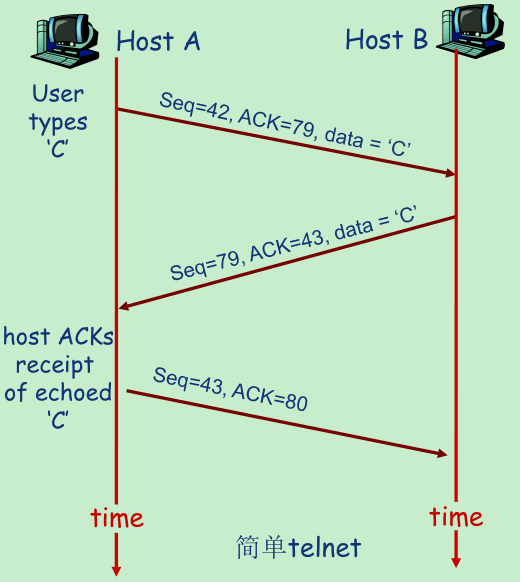 Host A
Host B
User
types
‘C’
Seq=42, ACK=79, data = ‘C’
Seq=79, ACK=43, data = ‘C’
host ACKs
receipt
of echoed
‘C’
Seq=43, ACK=80
time
time
简单telnet